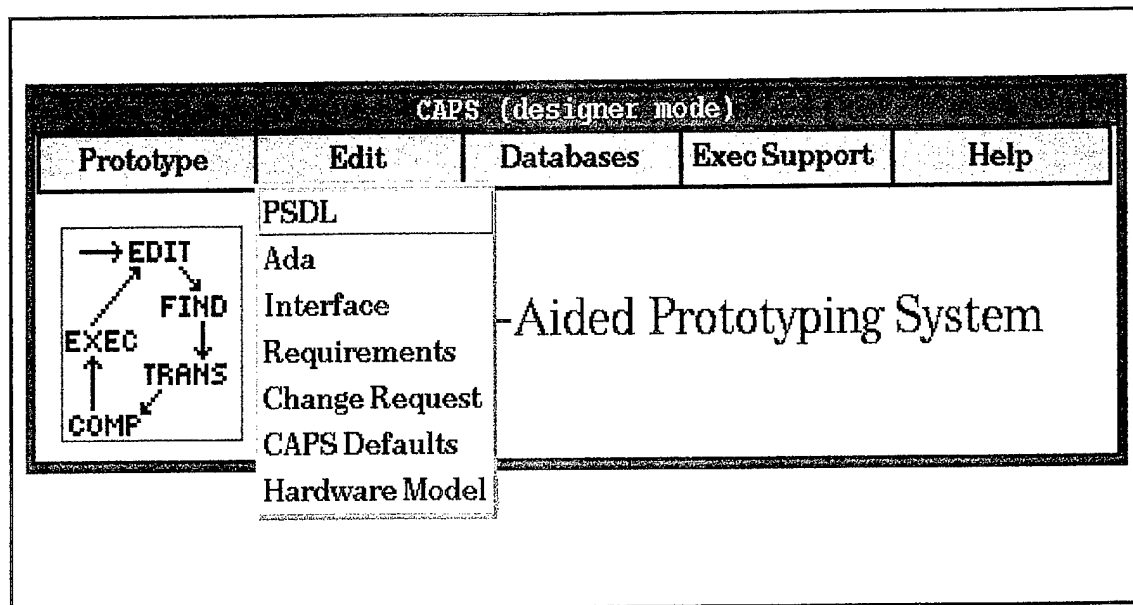 CAPS (designer mode)
Prototype Edit Databases Exec Support Help
PSDL
Ada
Interface
Requirements
Change Request
CAPS Defaults
Hardware Model
EDIT
FIND
EXEC
TRANS
COMP
-Aided Prototyping System